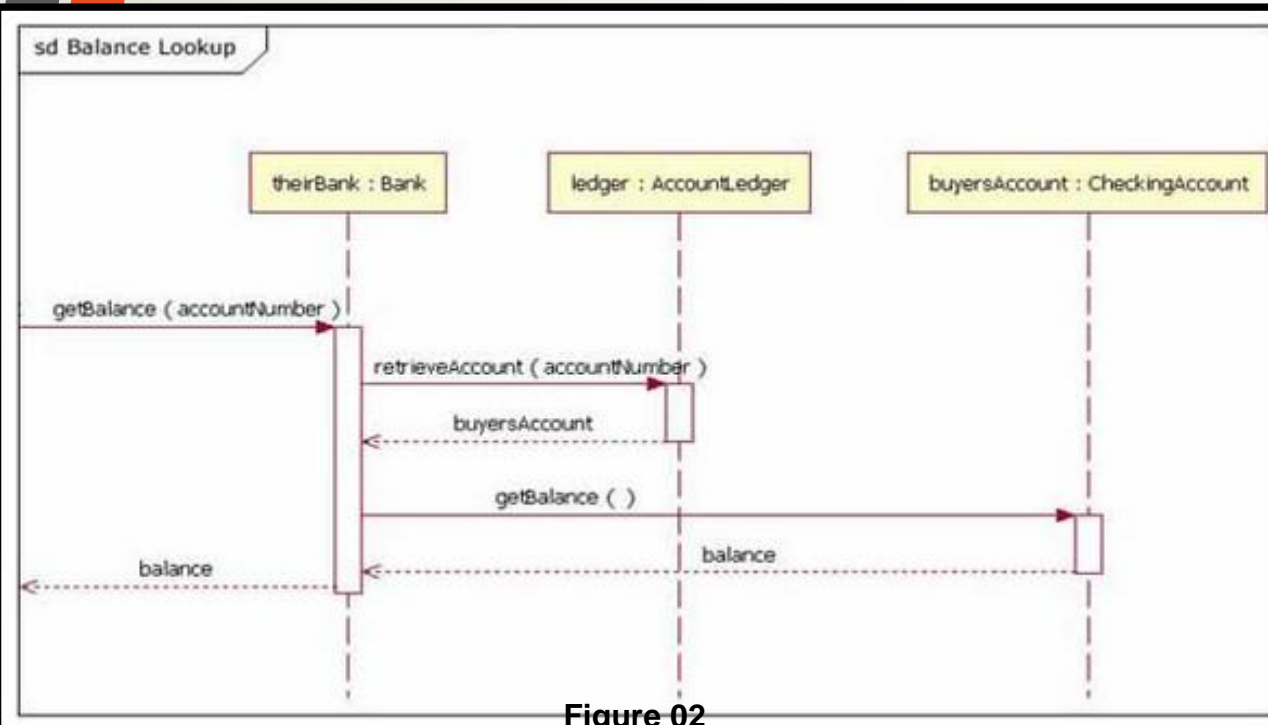 sd Balance Lookup
theirBank : Bank
ledger : AccountLedger
buyersAccount : CheckingAccount
getBalance ( accountNumber )
retrieveAccount ( accountNumber )
buyersAccount
getBalance ( )
balance
balance
Figure 02